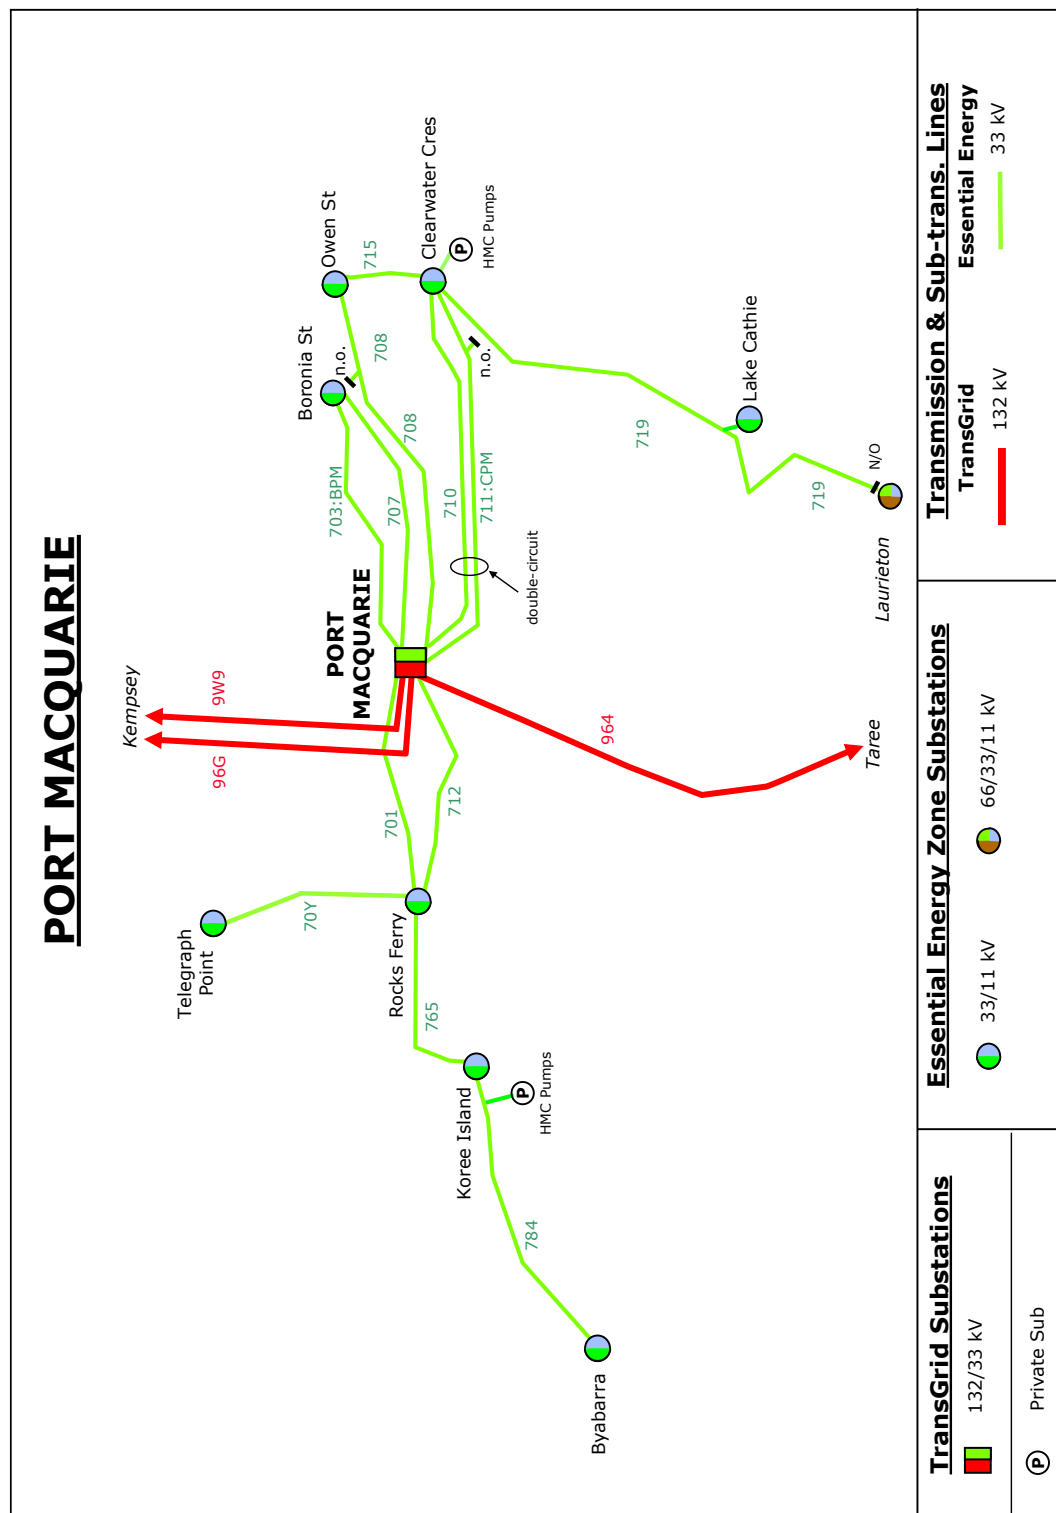 PORT MACQUARIE
Kempsey
96G
9W9
Telegraph
Point
70Y
Rocks Ferry
701
712
765
Koree Island
HMC Pumps
P
784
Byabarra
PORT
MACQUARIE
703:BPM
707
708
708
710
711:CPM
double-circuit
Boronia St
n.o.
Owen St
715
Clearwater Cres
P
HMC Pumps
n.o.
719
Lake Cathie
719
N/O
Laurieton
964
Taree
TransGrid Substations
132/33 kV
P
Private Sub
Essential Energy Zone Substations
33/11 kV
66/33/11 kV
Transmission & Sub-trans. Lines
TransGrid
Essential Energy
132 kV
33 kV